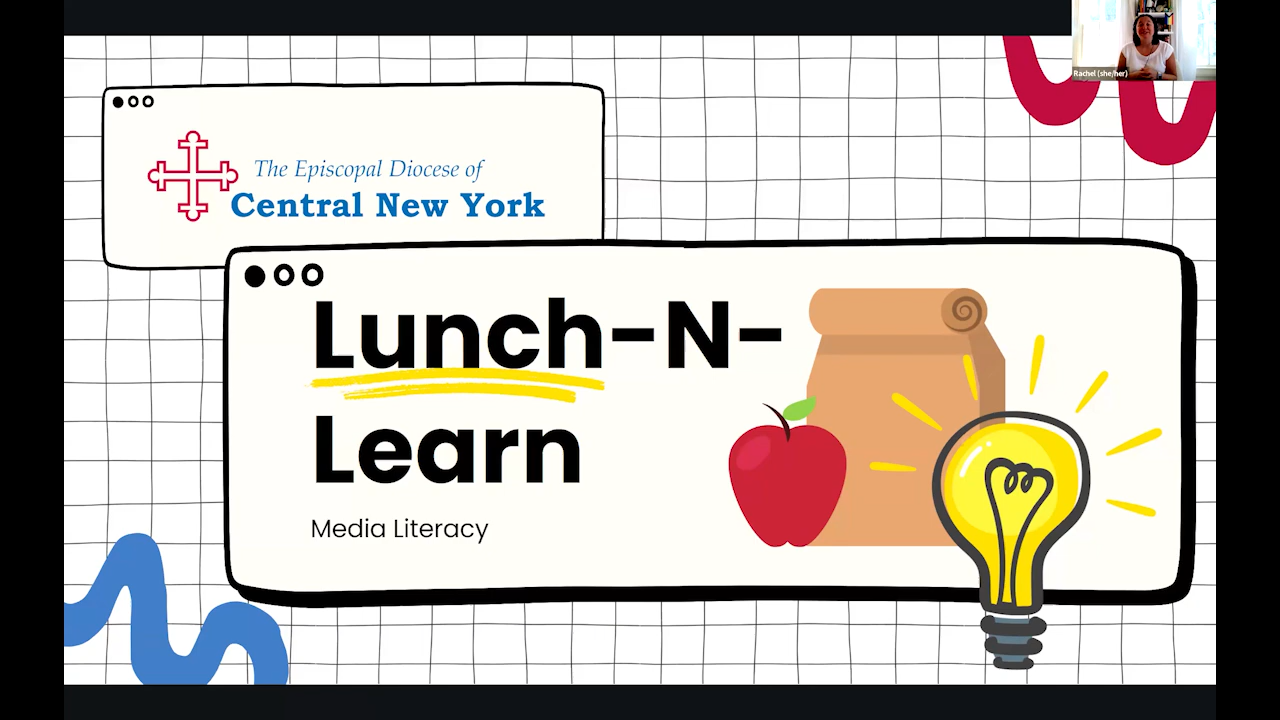 Rachel (she/her)
The Episcopal Diocese of
Central New York
Lunch-N-
Learn
Media Literacy